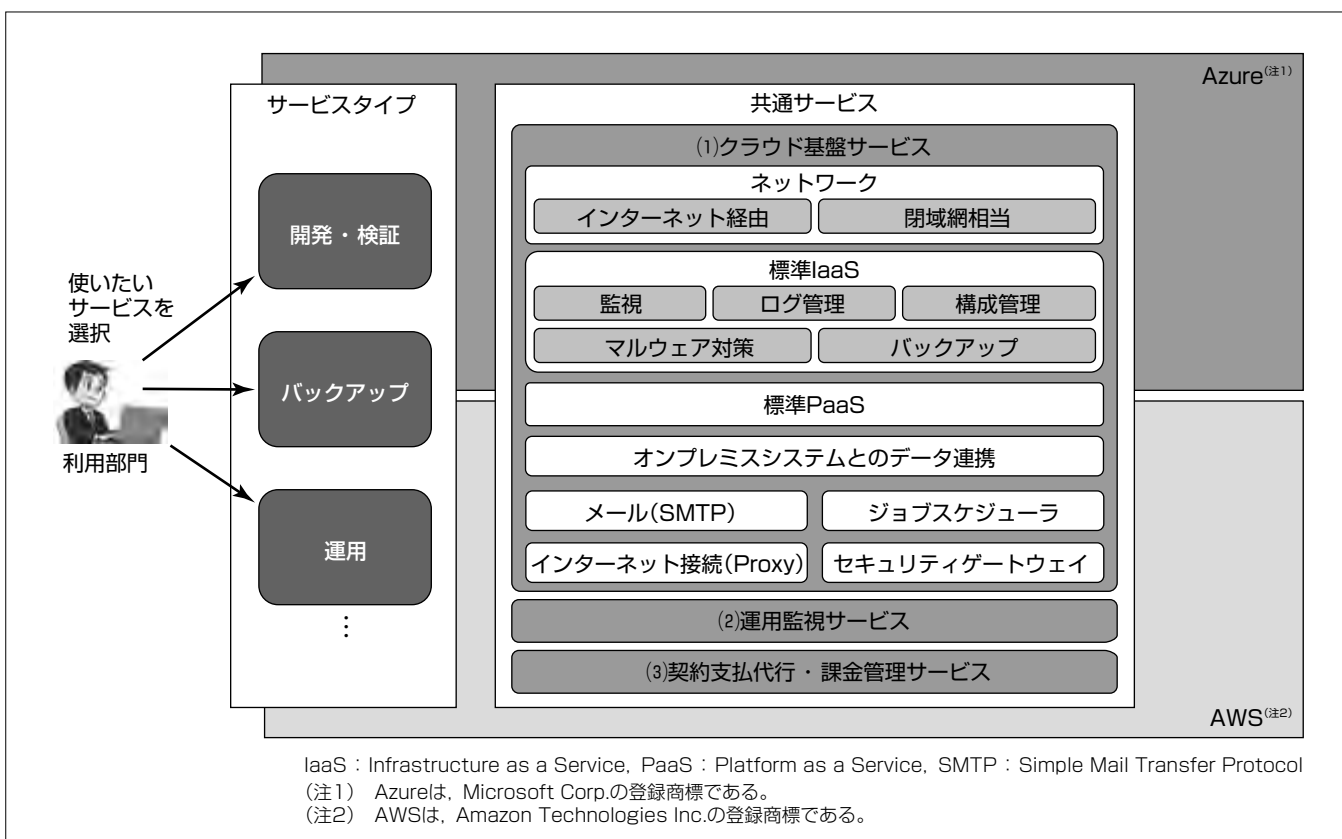 Azure(注1)
サービスタイプ
共通サービス
(1)クラウド基盤サービス
ネットワーク
インターネット経由
閉域網相当
開発・検証
標準IaaS
監視
ログ管理
構成管理
マルウェア対策
バックアップ
使いたい
サービスを
選択
バックアップ
標準PaaS
利用部門
オンプレミスシステムとのデータ連携
メール(SMTP)
ジョブスケジューラ
運用
インターネット接続(Proxy)
セキュリティゲートウェイ
⋮
(2)運用監視サービス
(3)契約支払代行・課金管理サービス
AWS(注2)
IaaS:Infrastructure as a Service, PaaS:Platform as a Service, SMTP:Simple Mail Transfer Protocol
(注1) Azureは, Microsoft Corp.の登録商標である。
(注2) AWSは, Amazon Technologies Inc.の登録商標である。